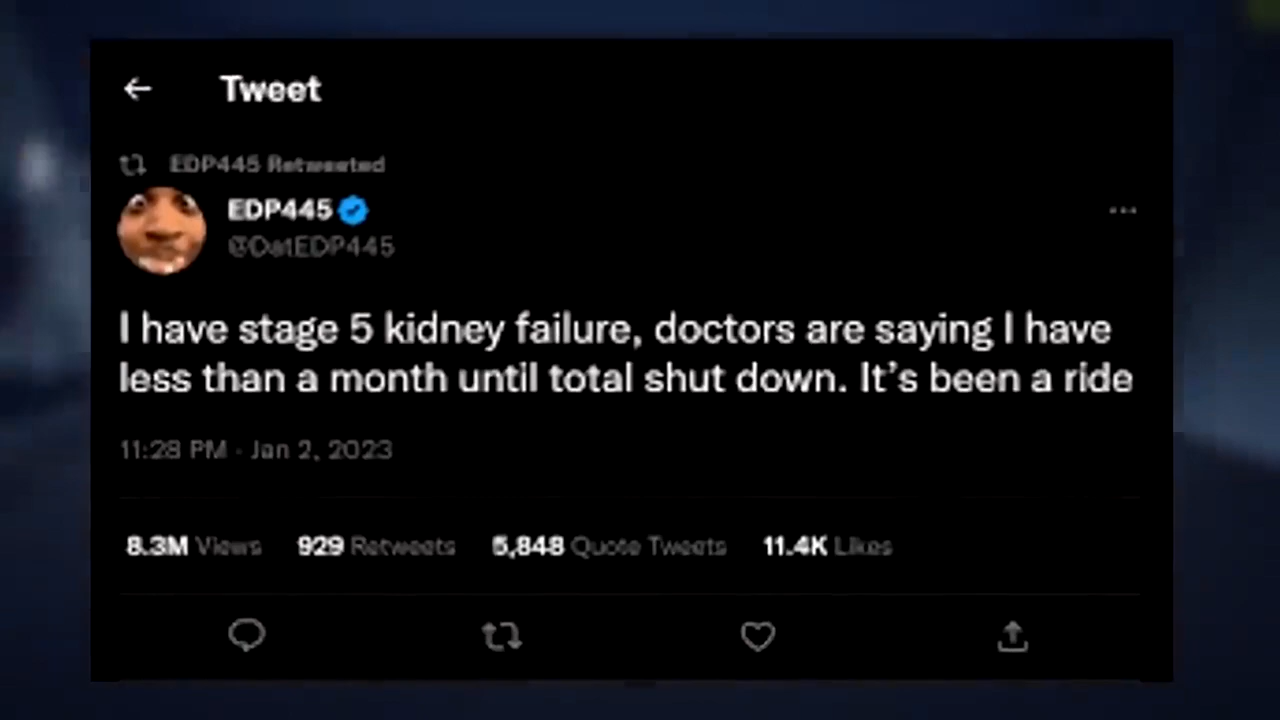 Tweet
EDP445 Retweeted
EDP445
@DatEDP445
I have stage 5 kidney failure, doctors are saying I have
less than a month until total shut down. It’s been a ride
11:28 PM · Jan 2, 2023
8.3M Views 929 Retweets 5,848 Quote Tweets 11.4K Likes